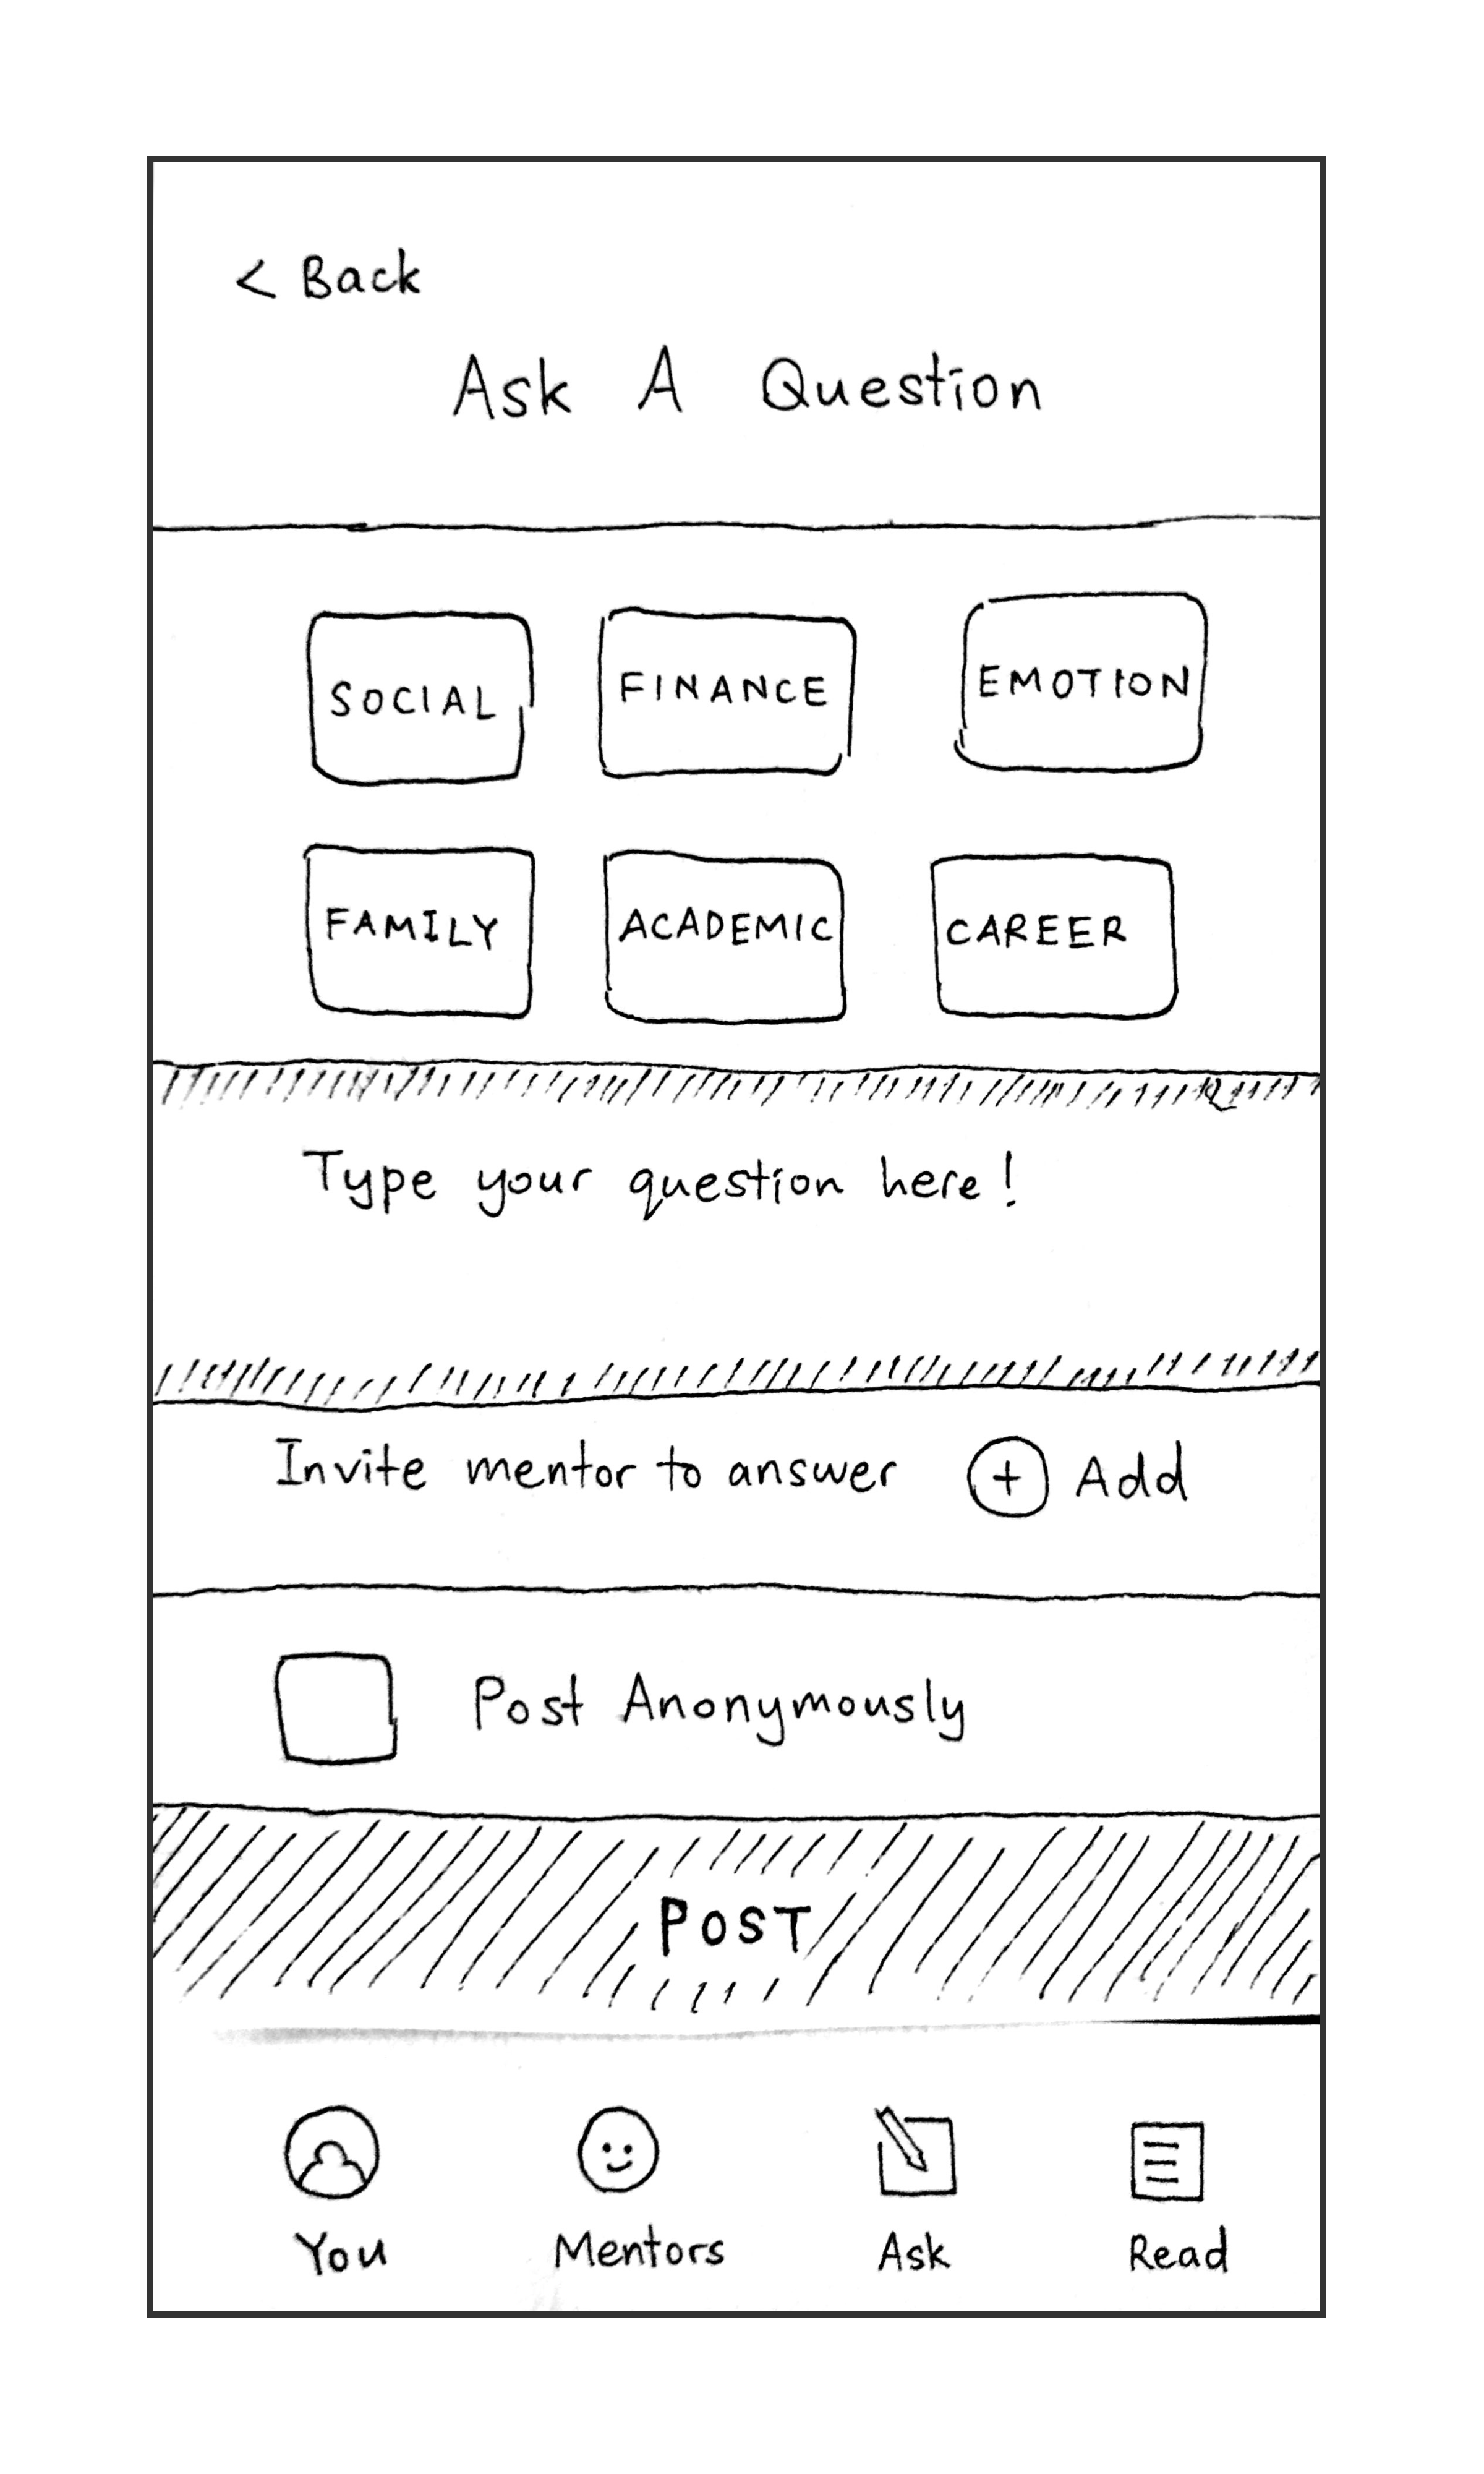 < Back
Ask A Question
SOCIAL FINANCE EMOTION
FAMILY ACADEMIC CAREER
Type your question here!
Invite mentor to answer + Add
Post Anonymously
POST
You Mentors Ask Read